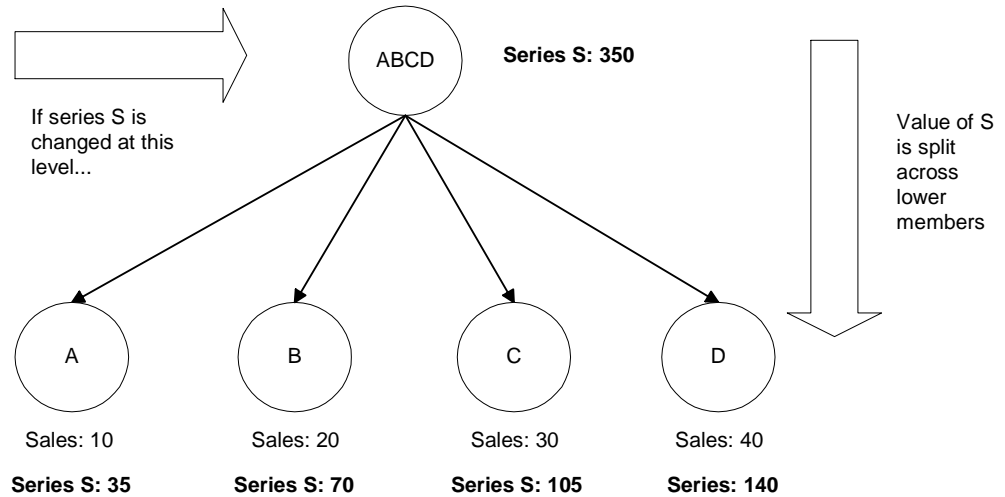 ABCD
Series S: 350
If series S is
changed at this
level...
Value of S
is split
across
lower
members
A
B
C
D
Sales: 10
Sales: 20
Sales: 30
Sales: 40
Series S: 35
Series S: 70
Series S: 105
Series: 140